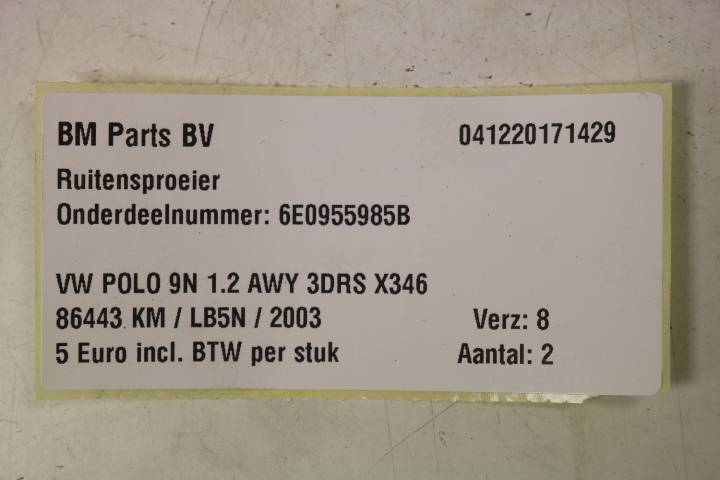 BM Parts BV 041220171429
Ruitensproeier
Onderdeelnummer: 6E0955985B
VW POLO 9N 1.2 AWY 3DRS X346
86443 KM / LB5N / 2003 Verz: 8
5 Euro incl. BTW per stuk Aantal: 2